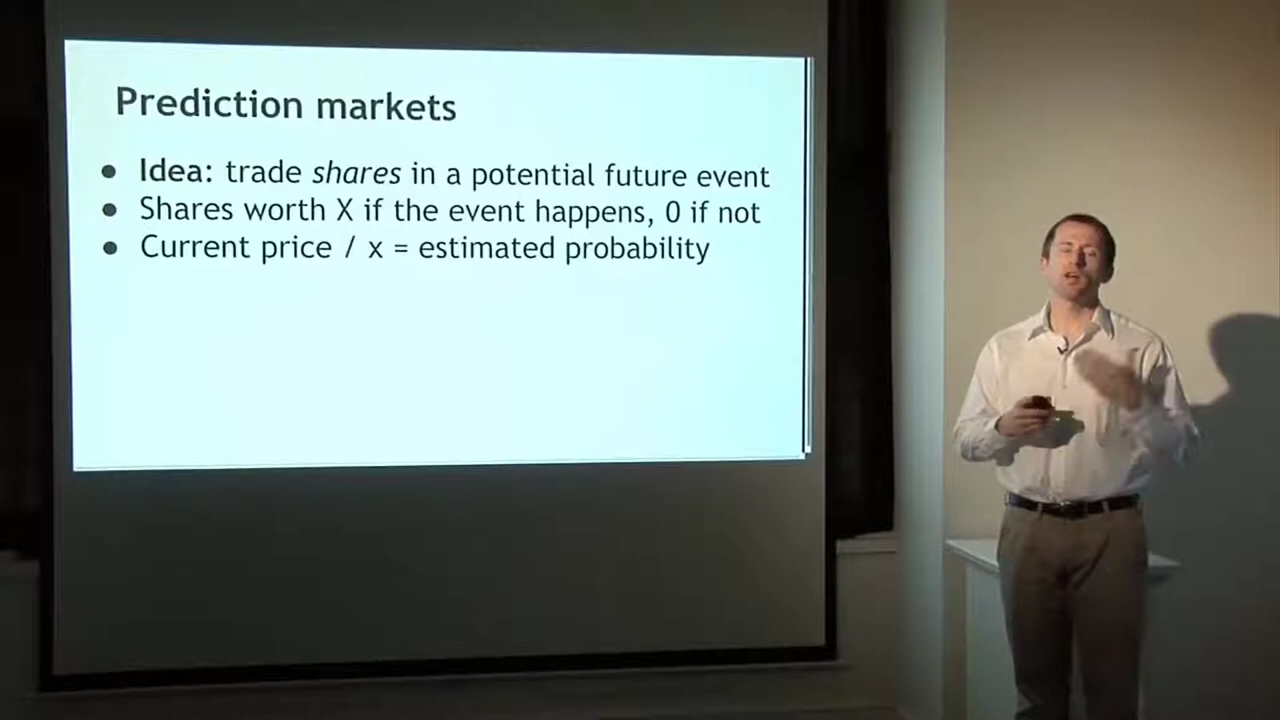 Prediction markets
● Idea: trade shares in a potential future event
● Shares worth X if the event happens, 0 if not
● Current price / x = estimated probability